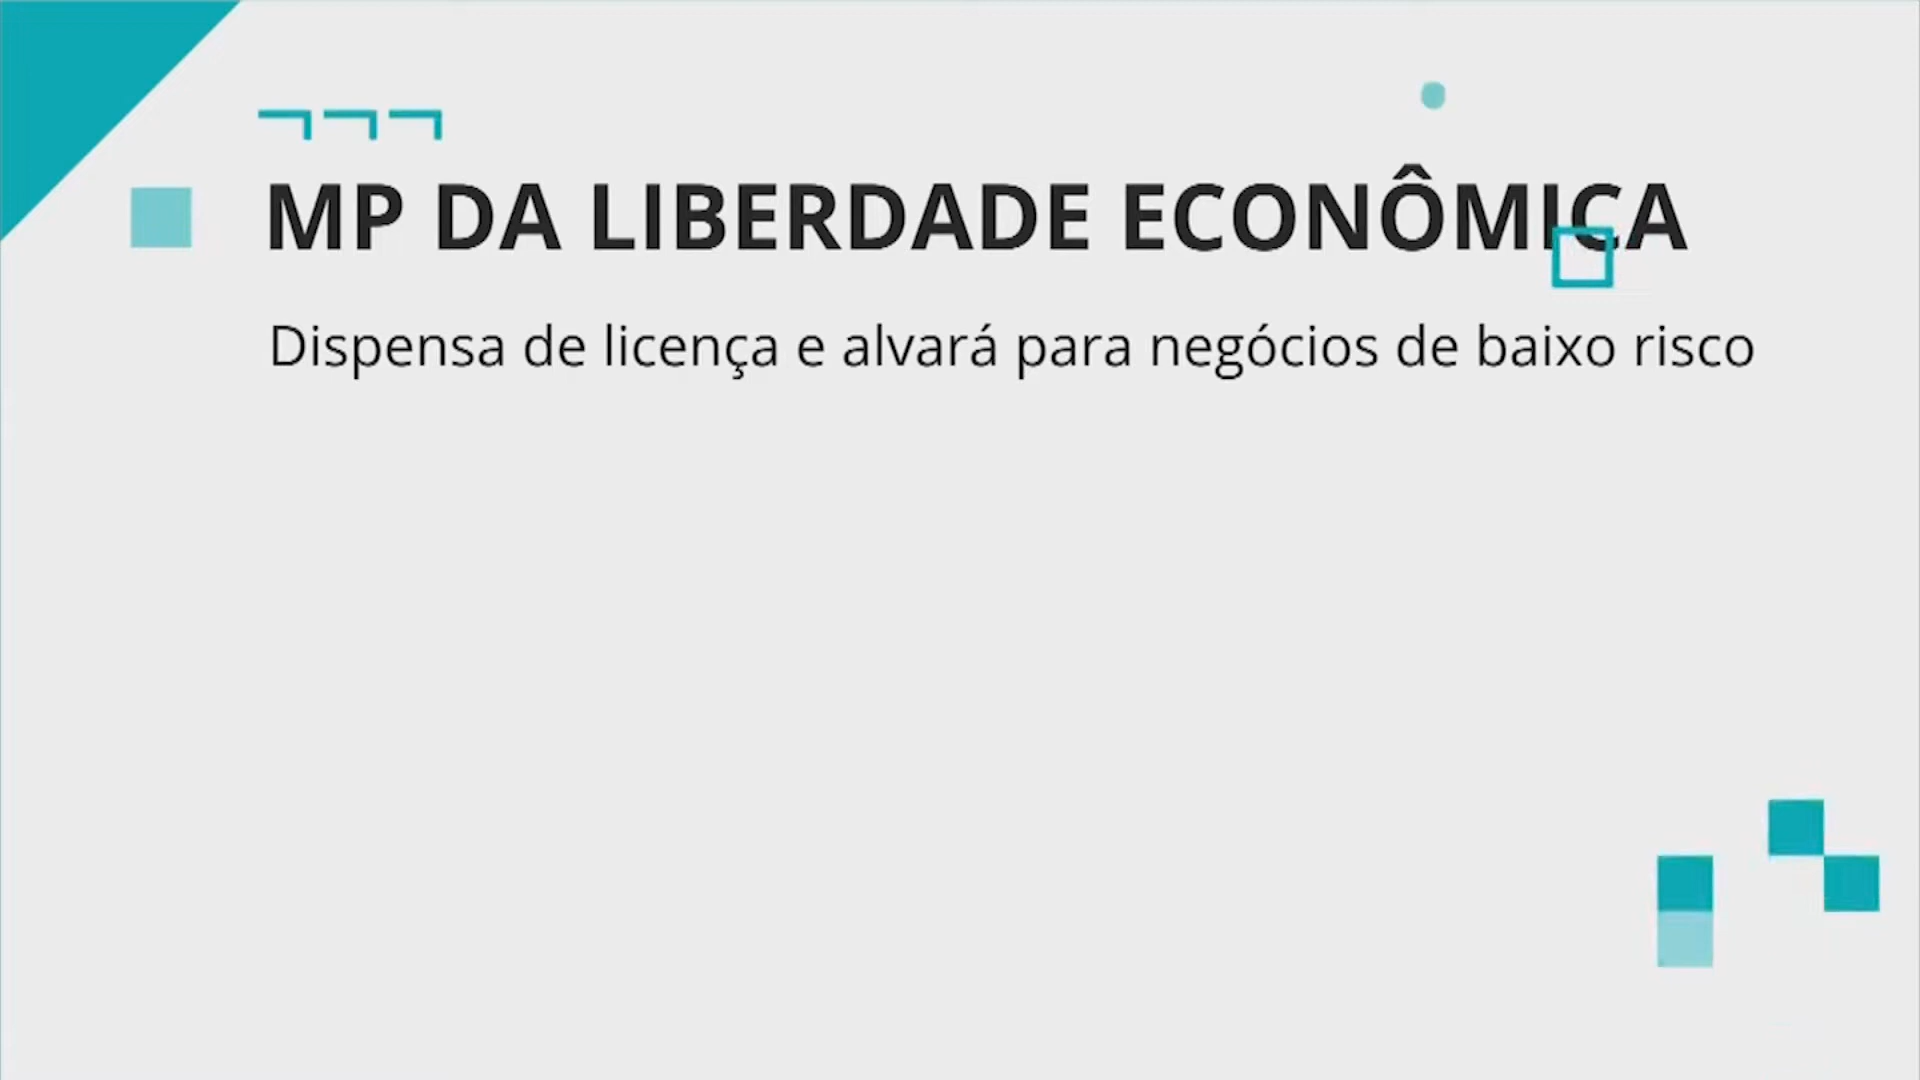 MP DA LIBERDADE ECONÔMICA
Dispensa de licença e alvará para negócios de baixo risco